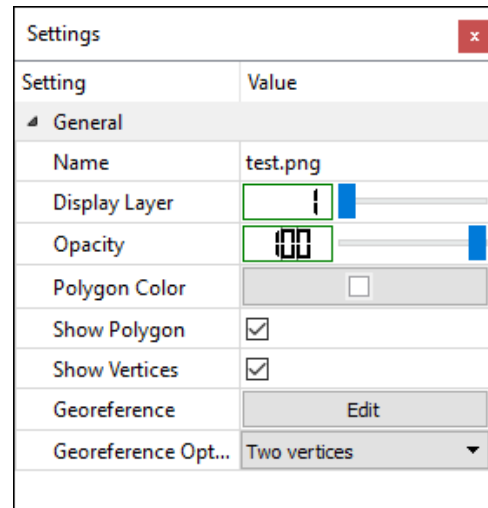 Settings
x
Setting Value
General
Name test.png
Display Layer 1
Opacity 100
Polygon Color
Show Polygon
Show Vertices
Georeference Edit
Georeference Opt... Two vertices